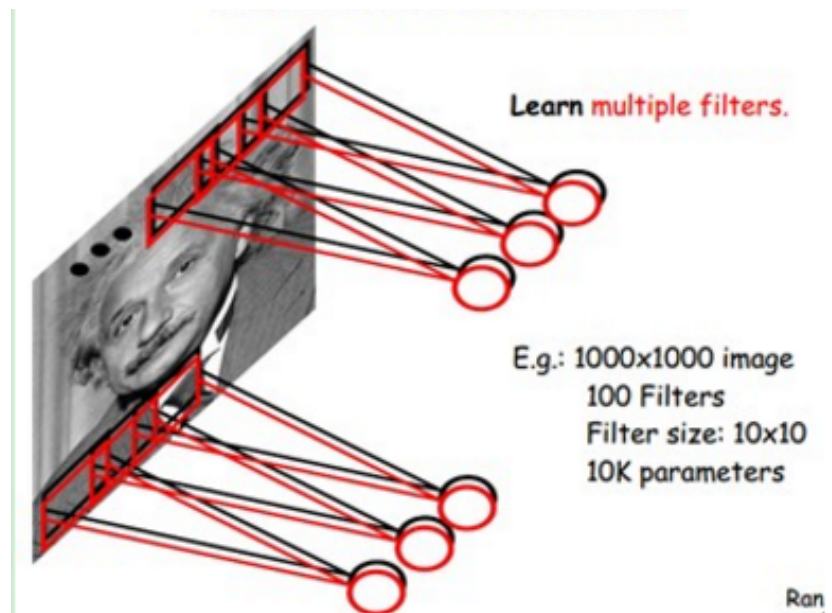 Learn multiple filters.
E.g.: 1000x1000 image
100 Filters
Filter size: 10x10
10K parameters
Ran